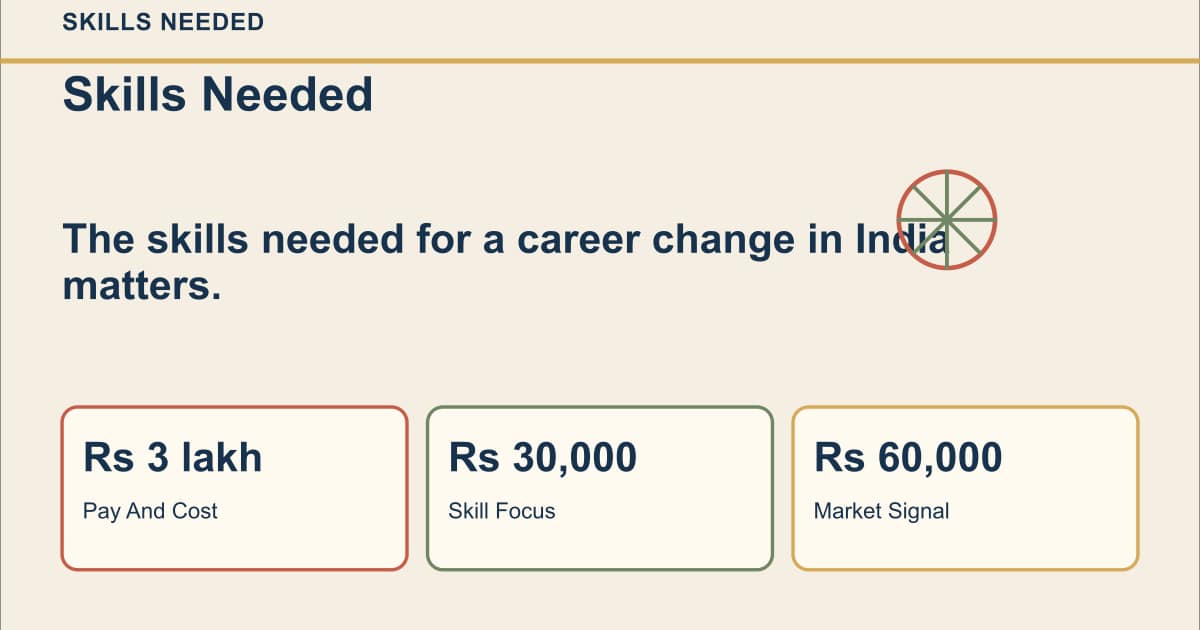 SKILLS NEEDED
Skills Needed
The skills needed for a career change in India
matters.
Rs 3 lakh
Pay And Cost
Rs 30,000
Skill Focus
Rs 60,000
Market Signal